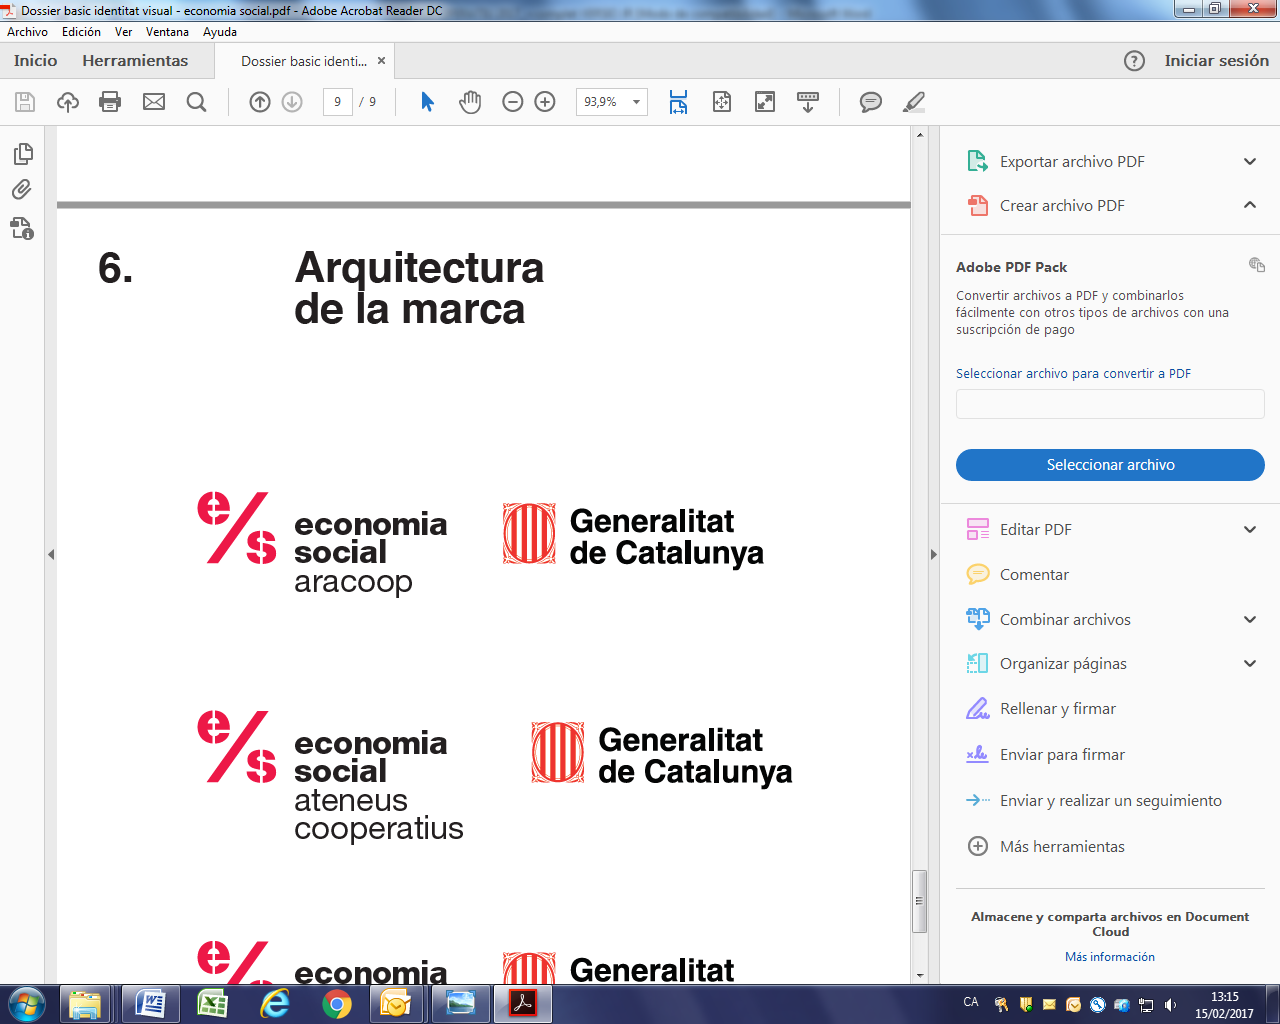 Dossier basic identitat visual - economia social.pdf - Adobe Acrobat Reader DC
Archivo Edición Ver Ventana Ayuda
Inicio Herramientas Dossier basic identi... × ? Iniciar sesión
9 / 9 93,9%
Exportar archivo PDF
Crear archivo PDF
Adobe PDF Pack
Convertir archivos a PDF y combinarlos
fácilmente con otros tipos de archivos con una
suscripción de pago
Seleccionar archivo para convertir a PDF
Seleccionar archivo
Editar PDF
Comentar
Combinar archivos
Organizar páginas
Rellenar y firmar
Enviar para firmar
Enviar y realizar un seguimiento
Más herramientas
Almacene y comparta archivos en Document
Cloud
Más información
6. Arquitectura
de la marca
e/s economia
social
aracoop
Generalitat
de Catalunya
e/s economia
social
ateneus
cooperatius
Generalitat
de Catalunya
economia
Generalitat
CA 13:15
15/02/2017